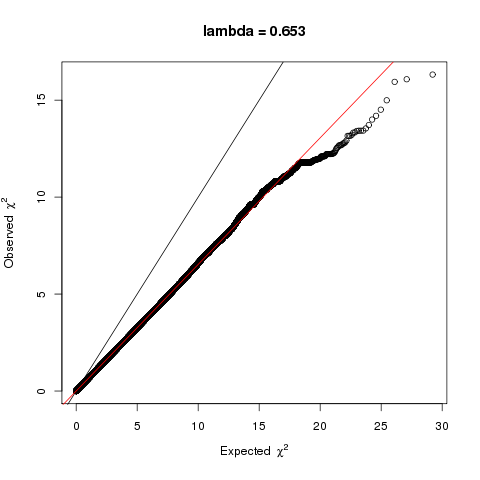 lambda = 0.653
Observed χ²
15
10
5
0
0 5 10 15 20 25 30
Expected χ²